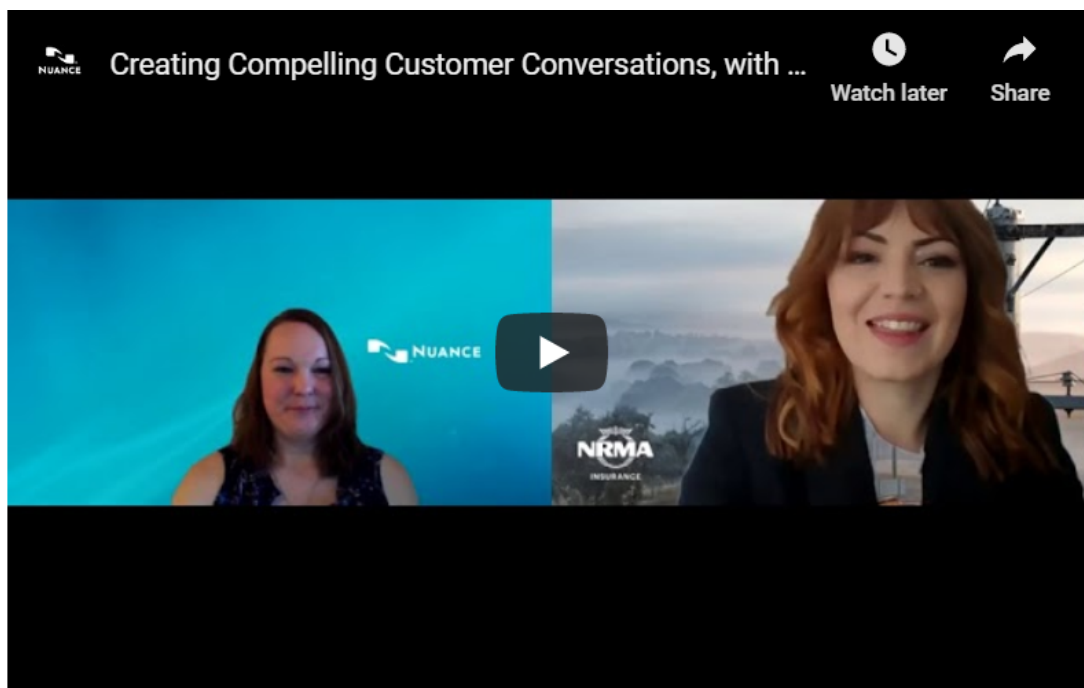 NUANCE
Creating Compelling Customer Conversations, with ...
Watch later
Share
NUANCE
NRMA
INSURANCE